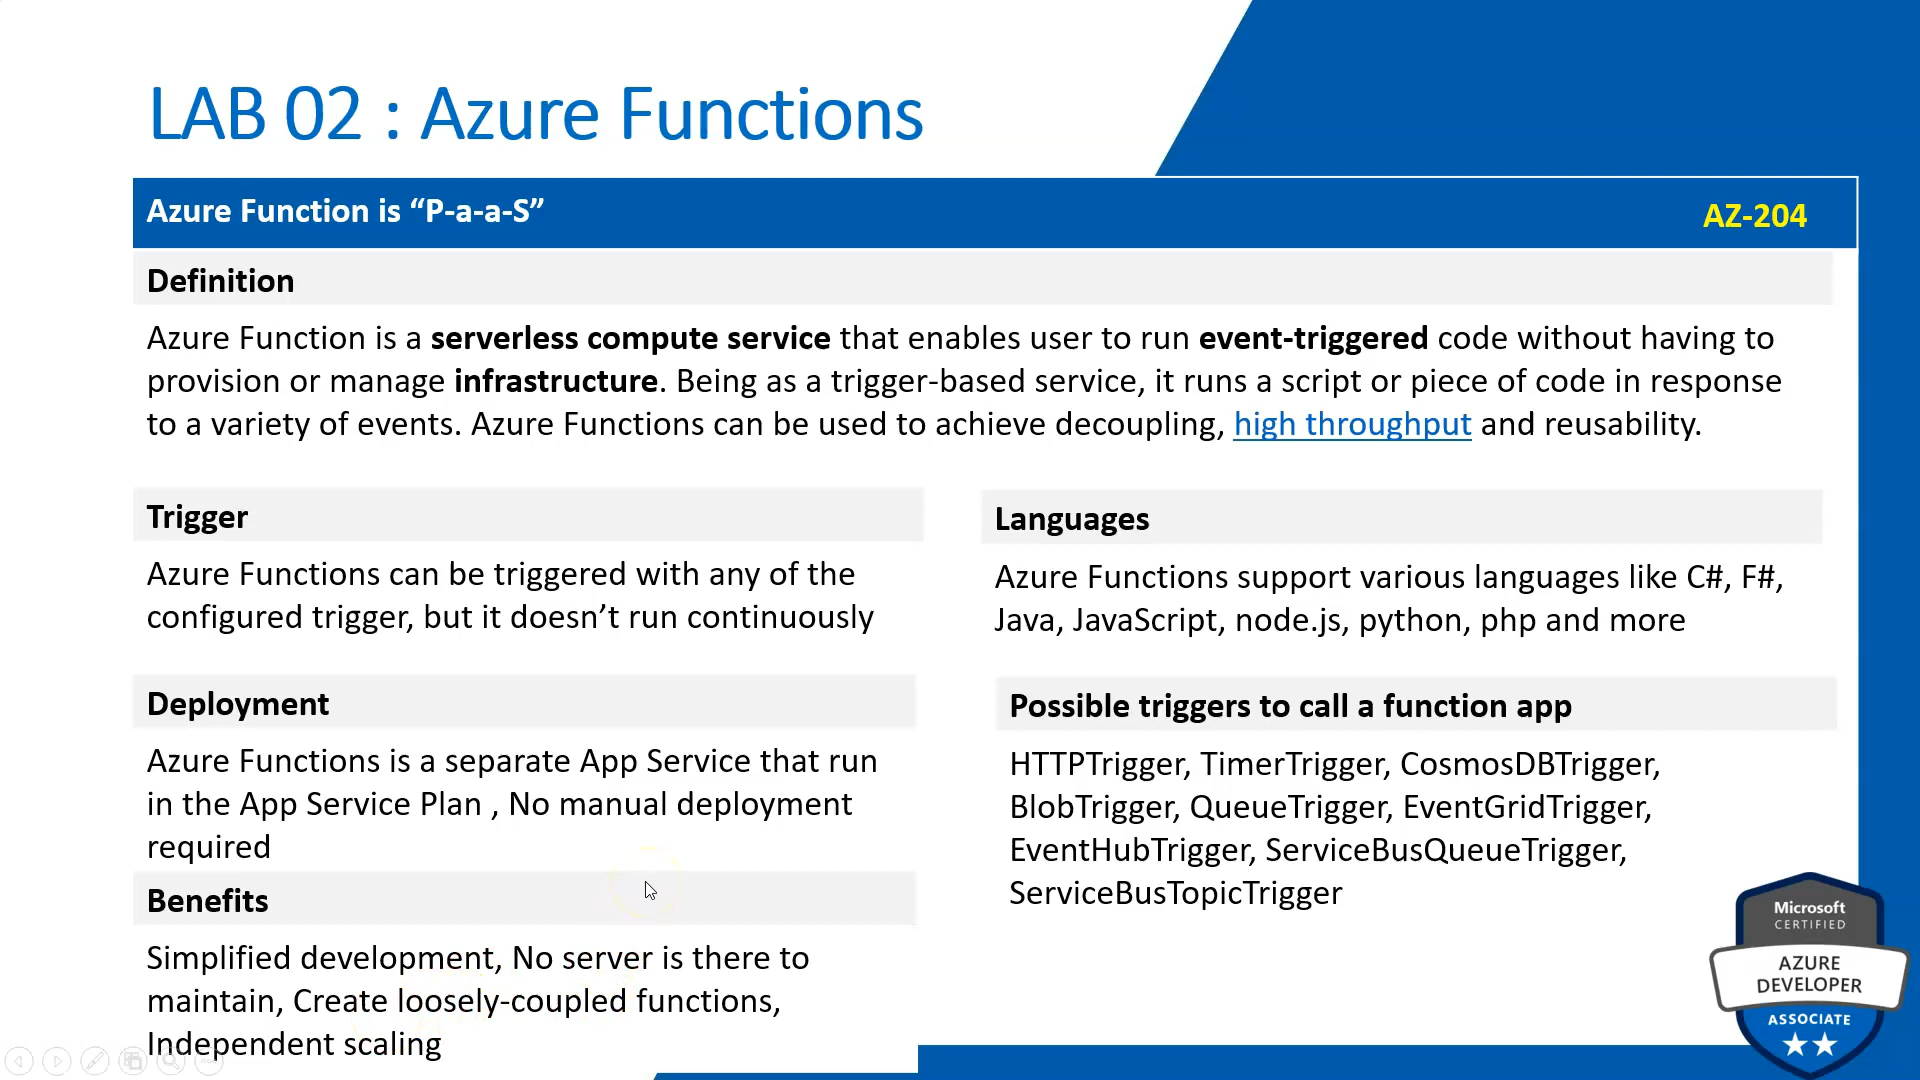 LAB 02 : Azure Functions
Azure Function is “P-a-a-S”
AZ-204
Definition
Azure Function is a serverless compute service that enables user to run event-triggered code without having to
provision or manage infrastructure. Being as a trigger-based service, it runs a script or piece of code in response
to a variety of events. Azure Functions can be used to achieve decoupling, high throughput and reusability.
Trigger
Azure Functions can be triggered with any of the
configured trigger, but it doesn’t run continuously
Languages
Azure Functions support various languages like C#, F#,
Java, JavaScript, node.js, python, php and more
Deployment
Azure Functions is a separate App Service that run
in the App Service Plan , No manual deployment
required
Possible triggers to call a function app
HTTPTrigger, TimerTrigger, CosmosDBTrigger,
BlobTrigger, QueueTrigger, EventGridTrigger,
EventHubTrigger, ServiceBusQueueTrigger,
ServiceBusTopicTrigger
Benefits
Simplified development, No server is there to
maintain, Create loosely-coupled functions,
Independent scaling
Microsoft
CERTIFIED
AZURE
DEVELOPER
ASSOCIATE